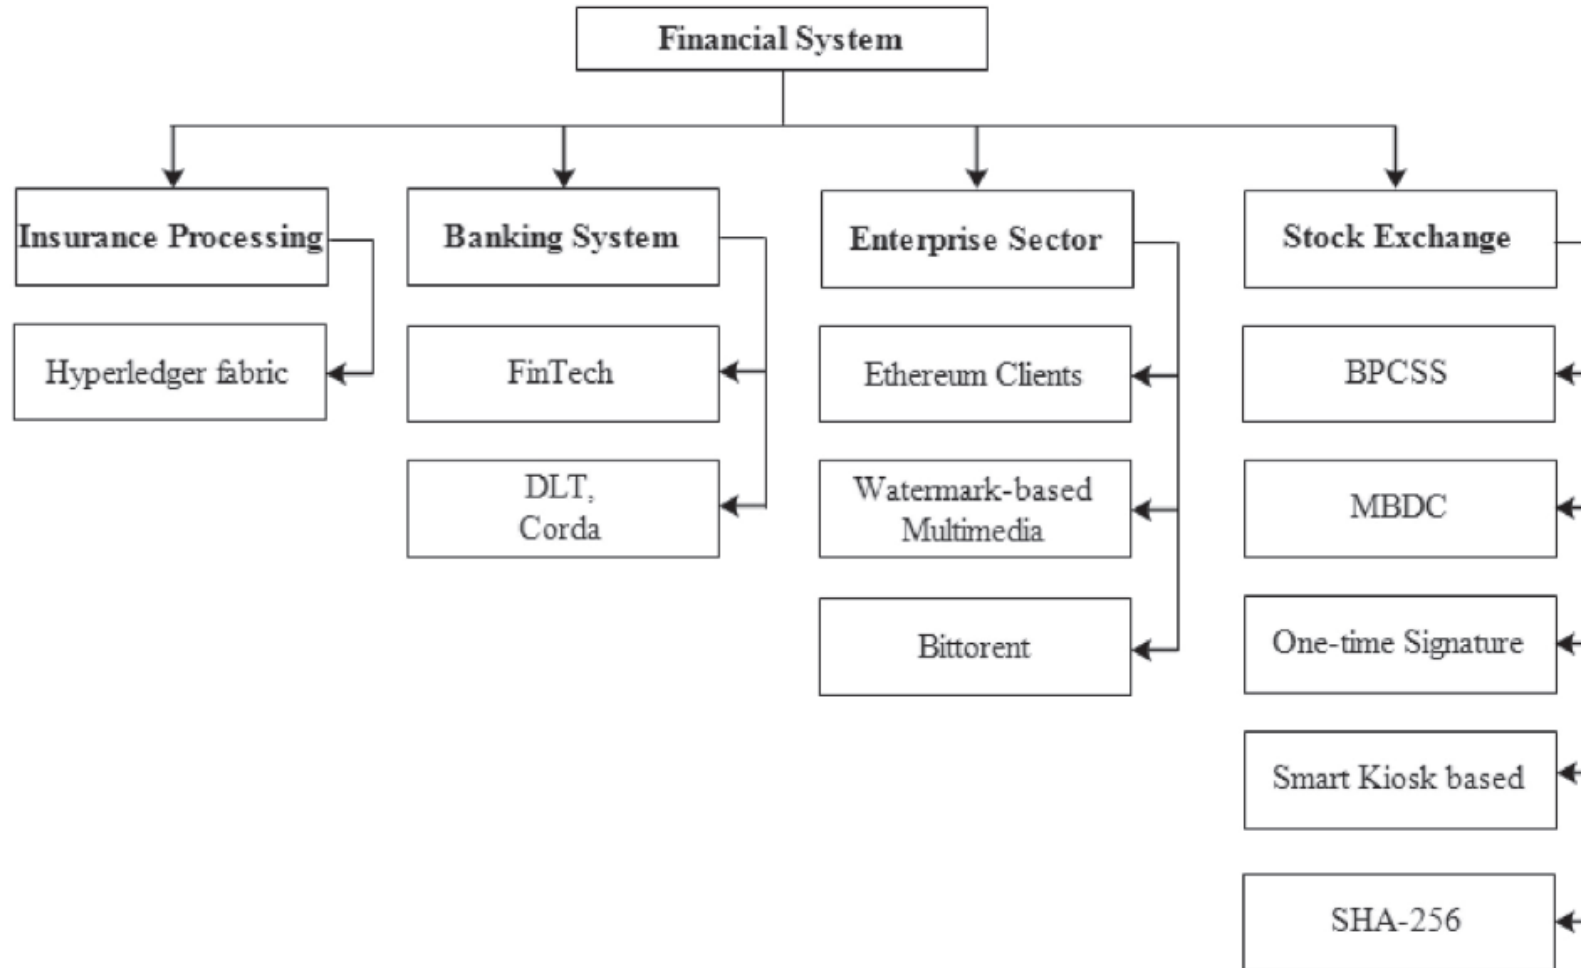 Financial System
Insurance Processing
Banking System
Enterprise Sector
Stock Exchange
Hyperledger fabric
FinTech
Ethereum Clients
BPCSS
DLT,
Corda
Watermark-based
Multimedia
MBDC
Bittorent
One-time Signature
Smart Kiosk based
SHA-256